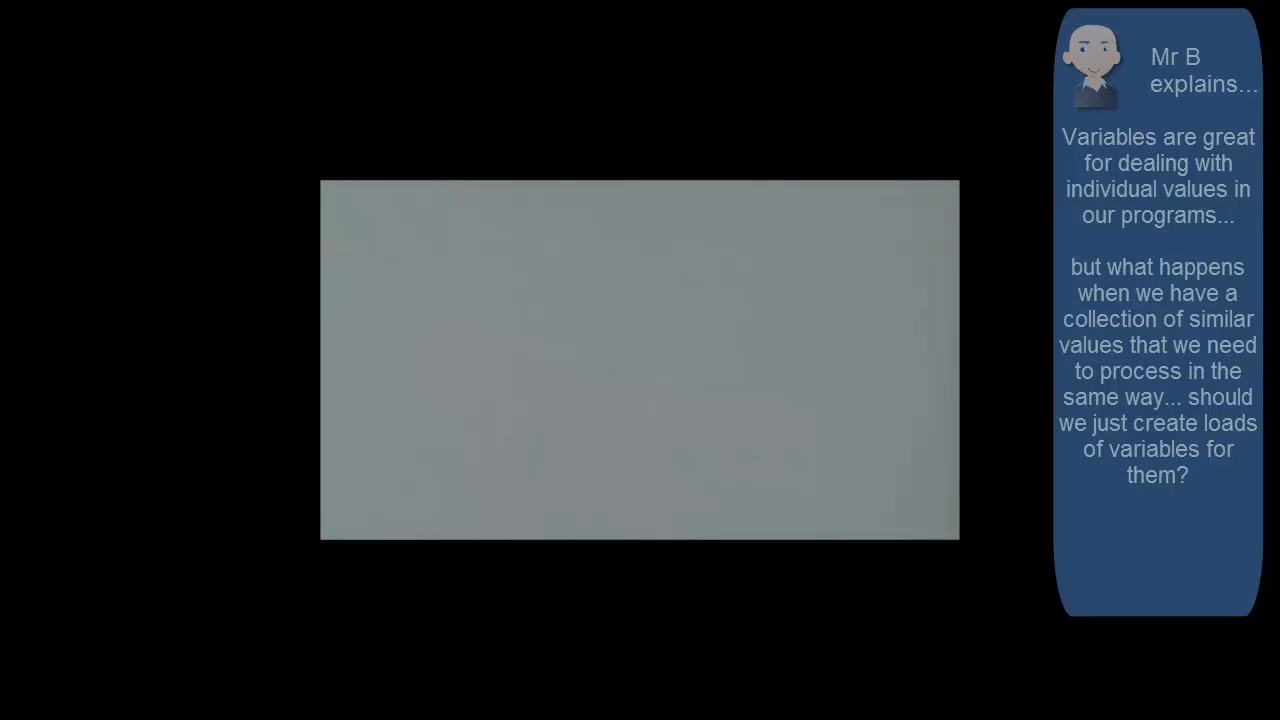 Mr B
explains...
Variables are great
for dealing with
individual values in
our programs...
but what happens
when we have a
collection of similar
values that we need
to process in the
same way... should
we just create loads
of variables for
them?